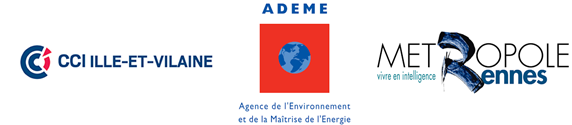 CCI ILLE-ET-VILAINE
ADEME
Agence de l'Environnement
et de la Maîtrise de l'Energie
METROPOLE
vivre en intelligence
Rennes